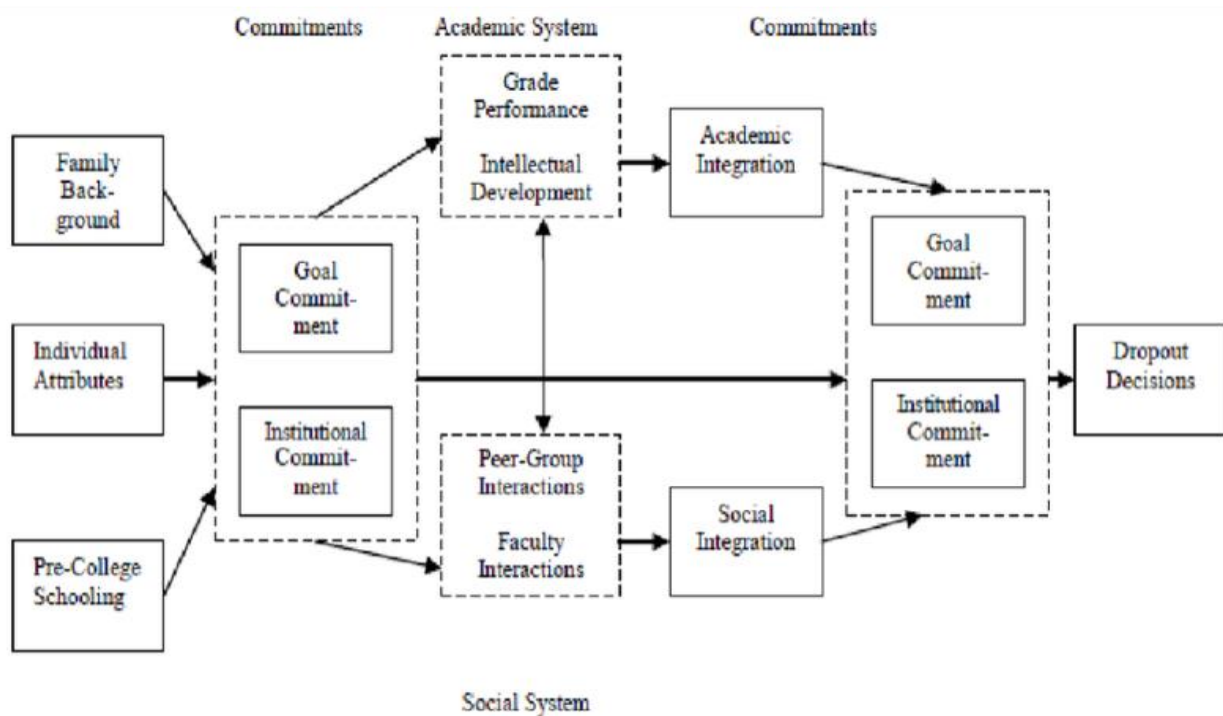 Commitments
Academic System
Commitments
Grade
Performance
Intellectual
Development
Academic
Integration
Family
Back-
ground
Goal
Commit-
ment
Goal
Commit-
ment
Individual
Attributes
Dropout
Decisions
Institutional
Commit-
ment
Institutional
Commit-
ment
Peer-Group
Interactions
Faculty
Interactions
Social
Integration
Pre-College
Schooling
Social System